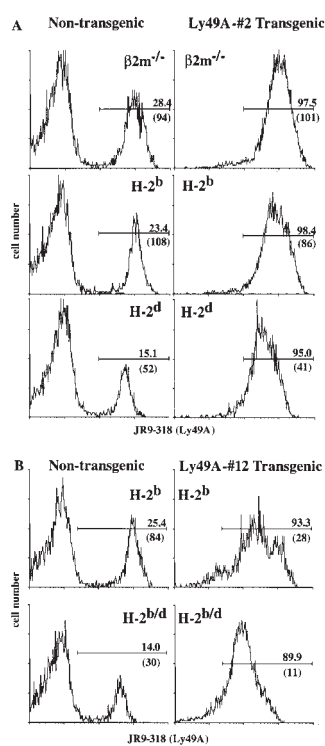 A
Non-transgenic
Ly49A-#2 Transgenic
β2m-/-
28.4
(94)
β2m-/-
97.5
(101)
H-2b
23.4
(108)
H-2b
98.4
(86)
H-2d
15.1
(52)
H-2d
95.0
(41)
cell number
JR9-318 (Ly49A)
B
Non-transgenic
Ly49A-#12 Transgenic
H-2b
25.4
(84)
H-2b
93.3
(28)
H-2b/d
14.0
(30)
H-2b/d
89.9
(11)
cell number
JR9-318 (Ly49A)